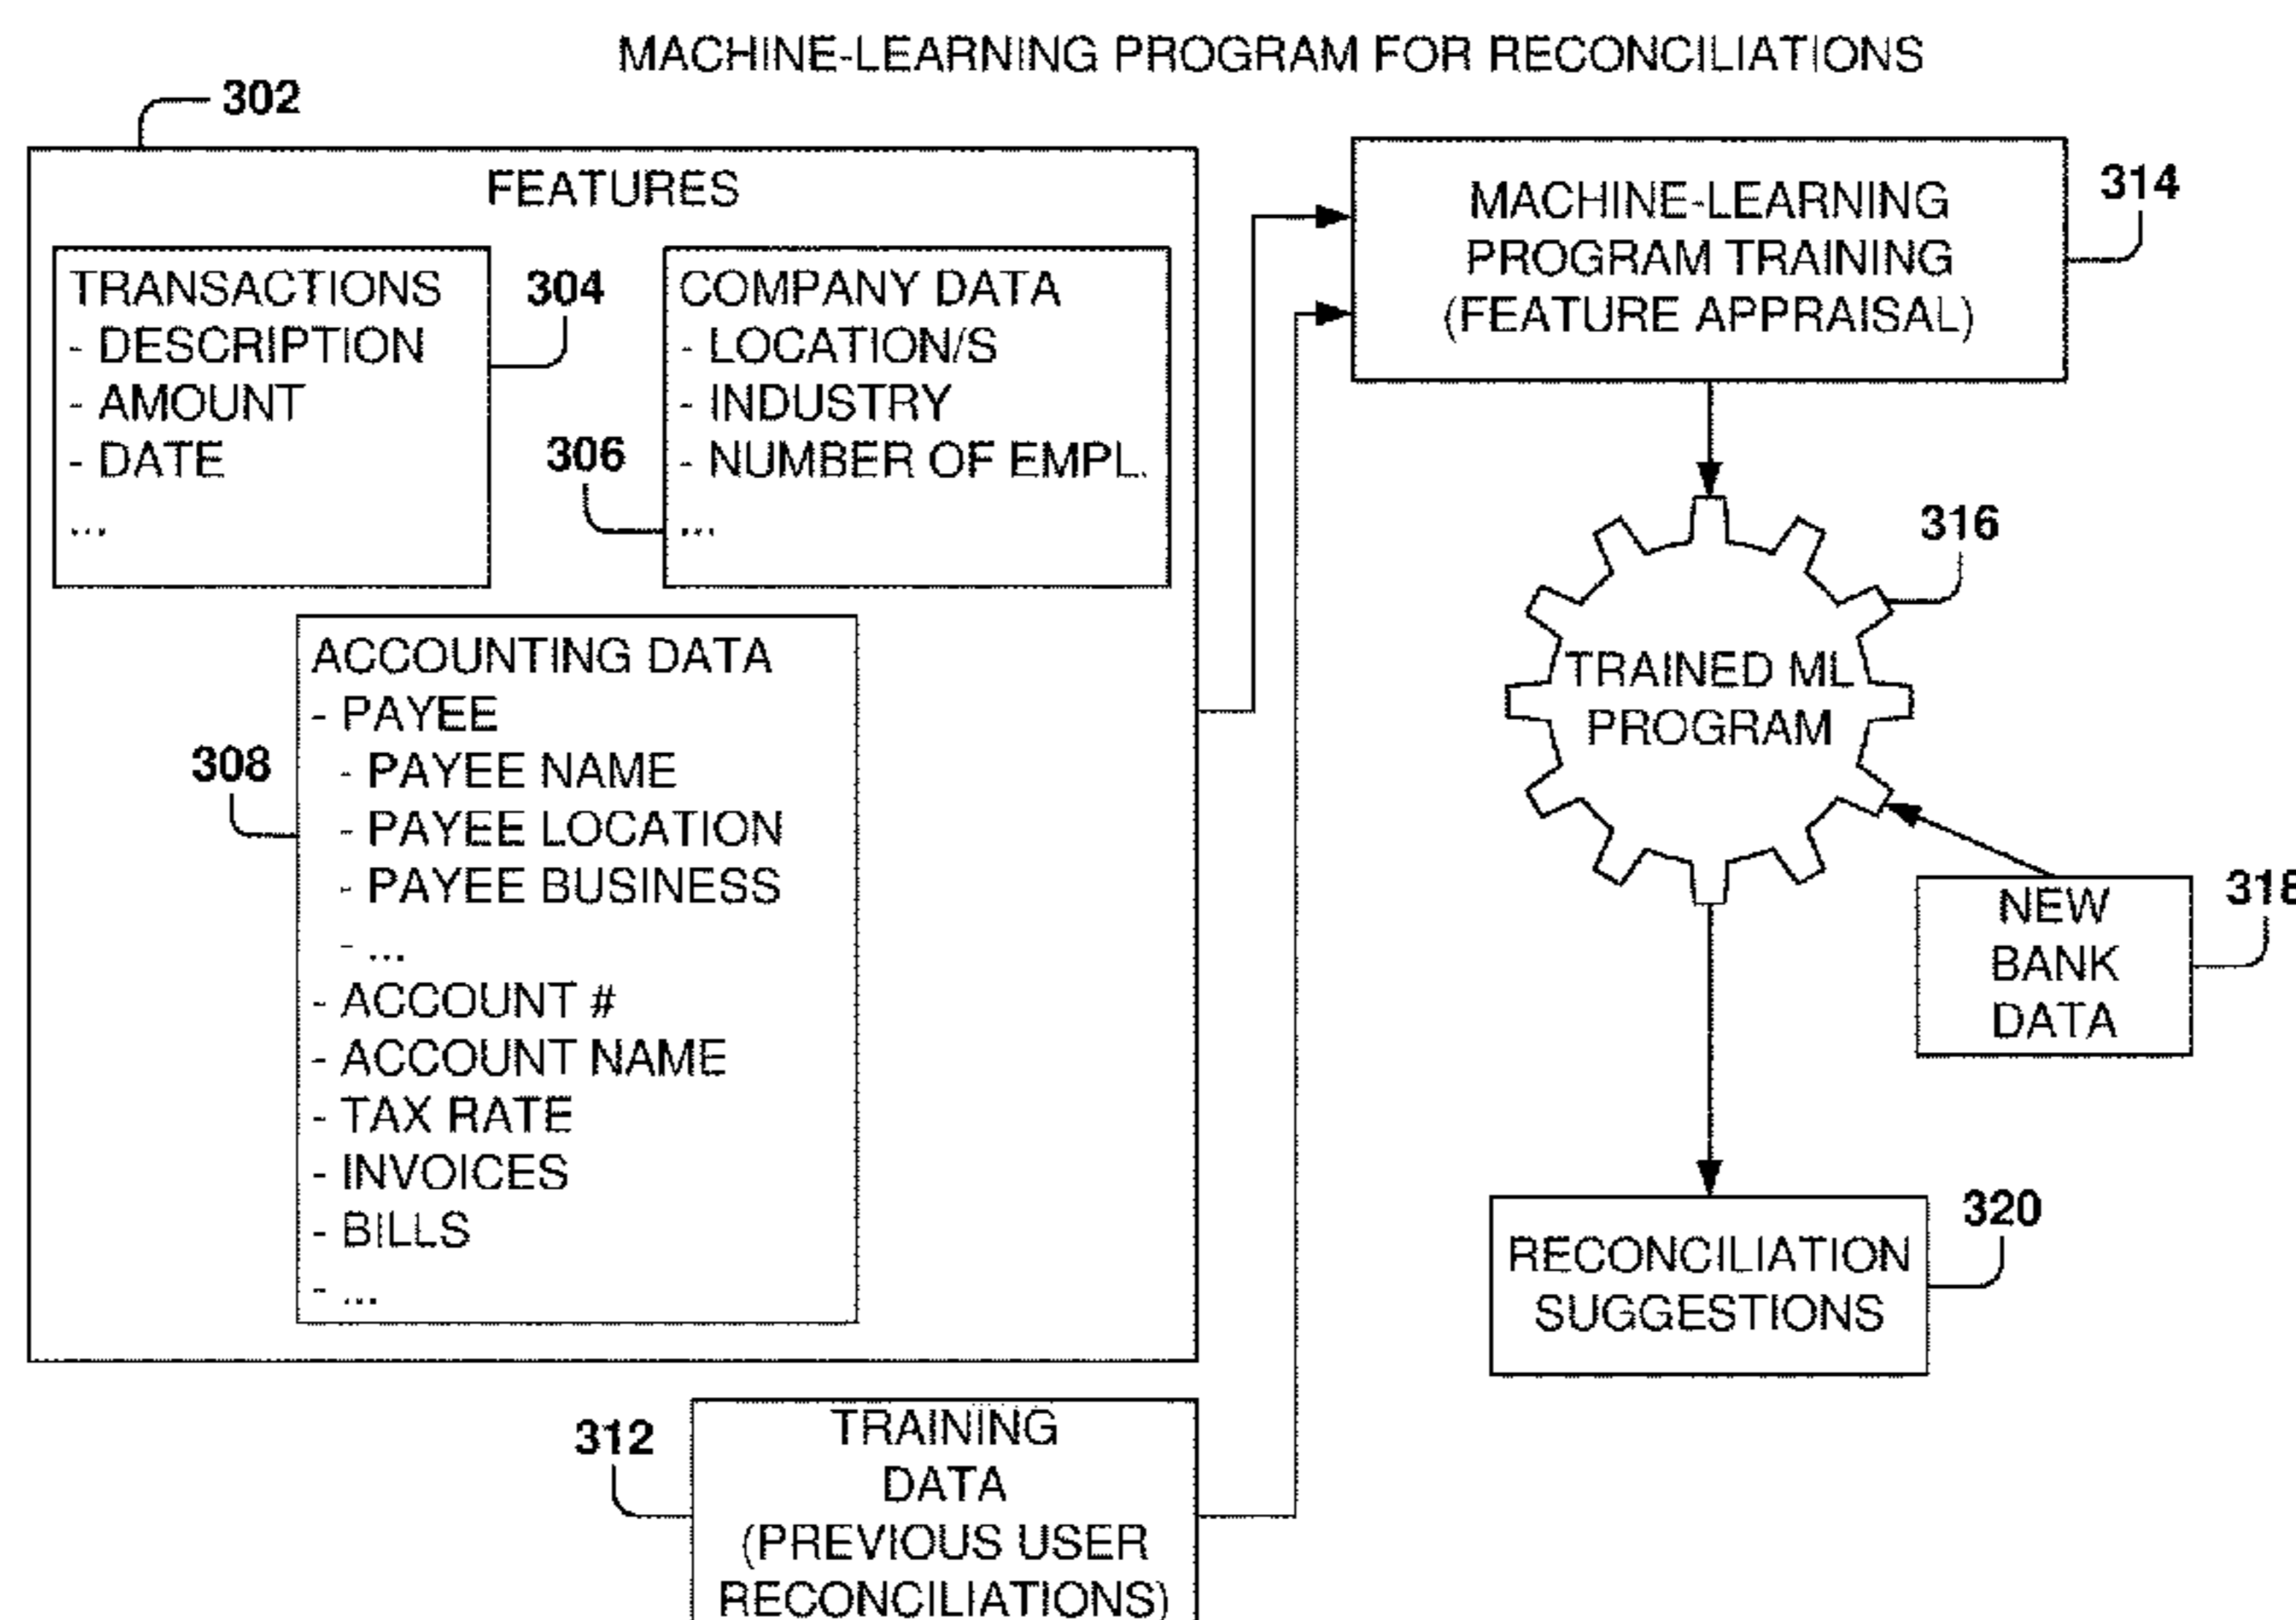 MACHINE-LEARNING PROGRAM FOR RECONCILIATIONS
302
FEATURES
TRANSACTIONS
- DESCRIPTION
- AMOUNT
- DATE
...
304
COMPANY DATA
- LOCATION/S
- INDUSTRY
- NUMBER OF EMPL.
...
306
ACCOUNTING DATA
- PAYEE
- PAYEE NAME
- PAYEE LOCATION
- PAYEE BUSINESS
- ...
- ACCOUNT #
- ACCOUNT NAME
- TAX RATE
- INVOICES
- BILLS
- ...
308
TRAINING
DATA
(PREVIOUS USER
RECONCILIATIONS)
312
MACHINE-LEARNING
PROGRAM TRAINING
(FEATURE APPRAISAL)
314
TRAINED ML
PROGRAM
316
NEW
BANK
DATA
318
RECONCILIATION
SUGGESTIONS
320